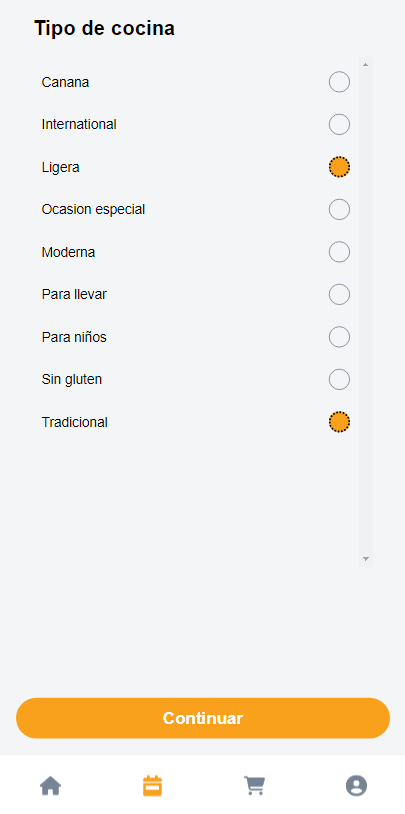 Tipo de cocina
Canana
International
Ligera
Ocasion especial
Moderna
Para llevar
Para niños
Sin gluten
Tradicional
Continuar